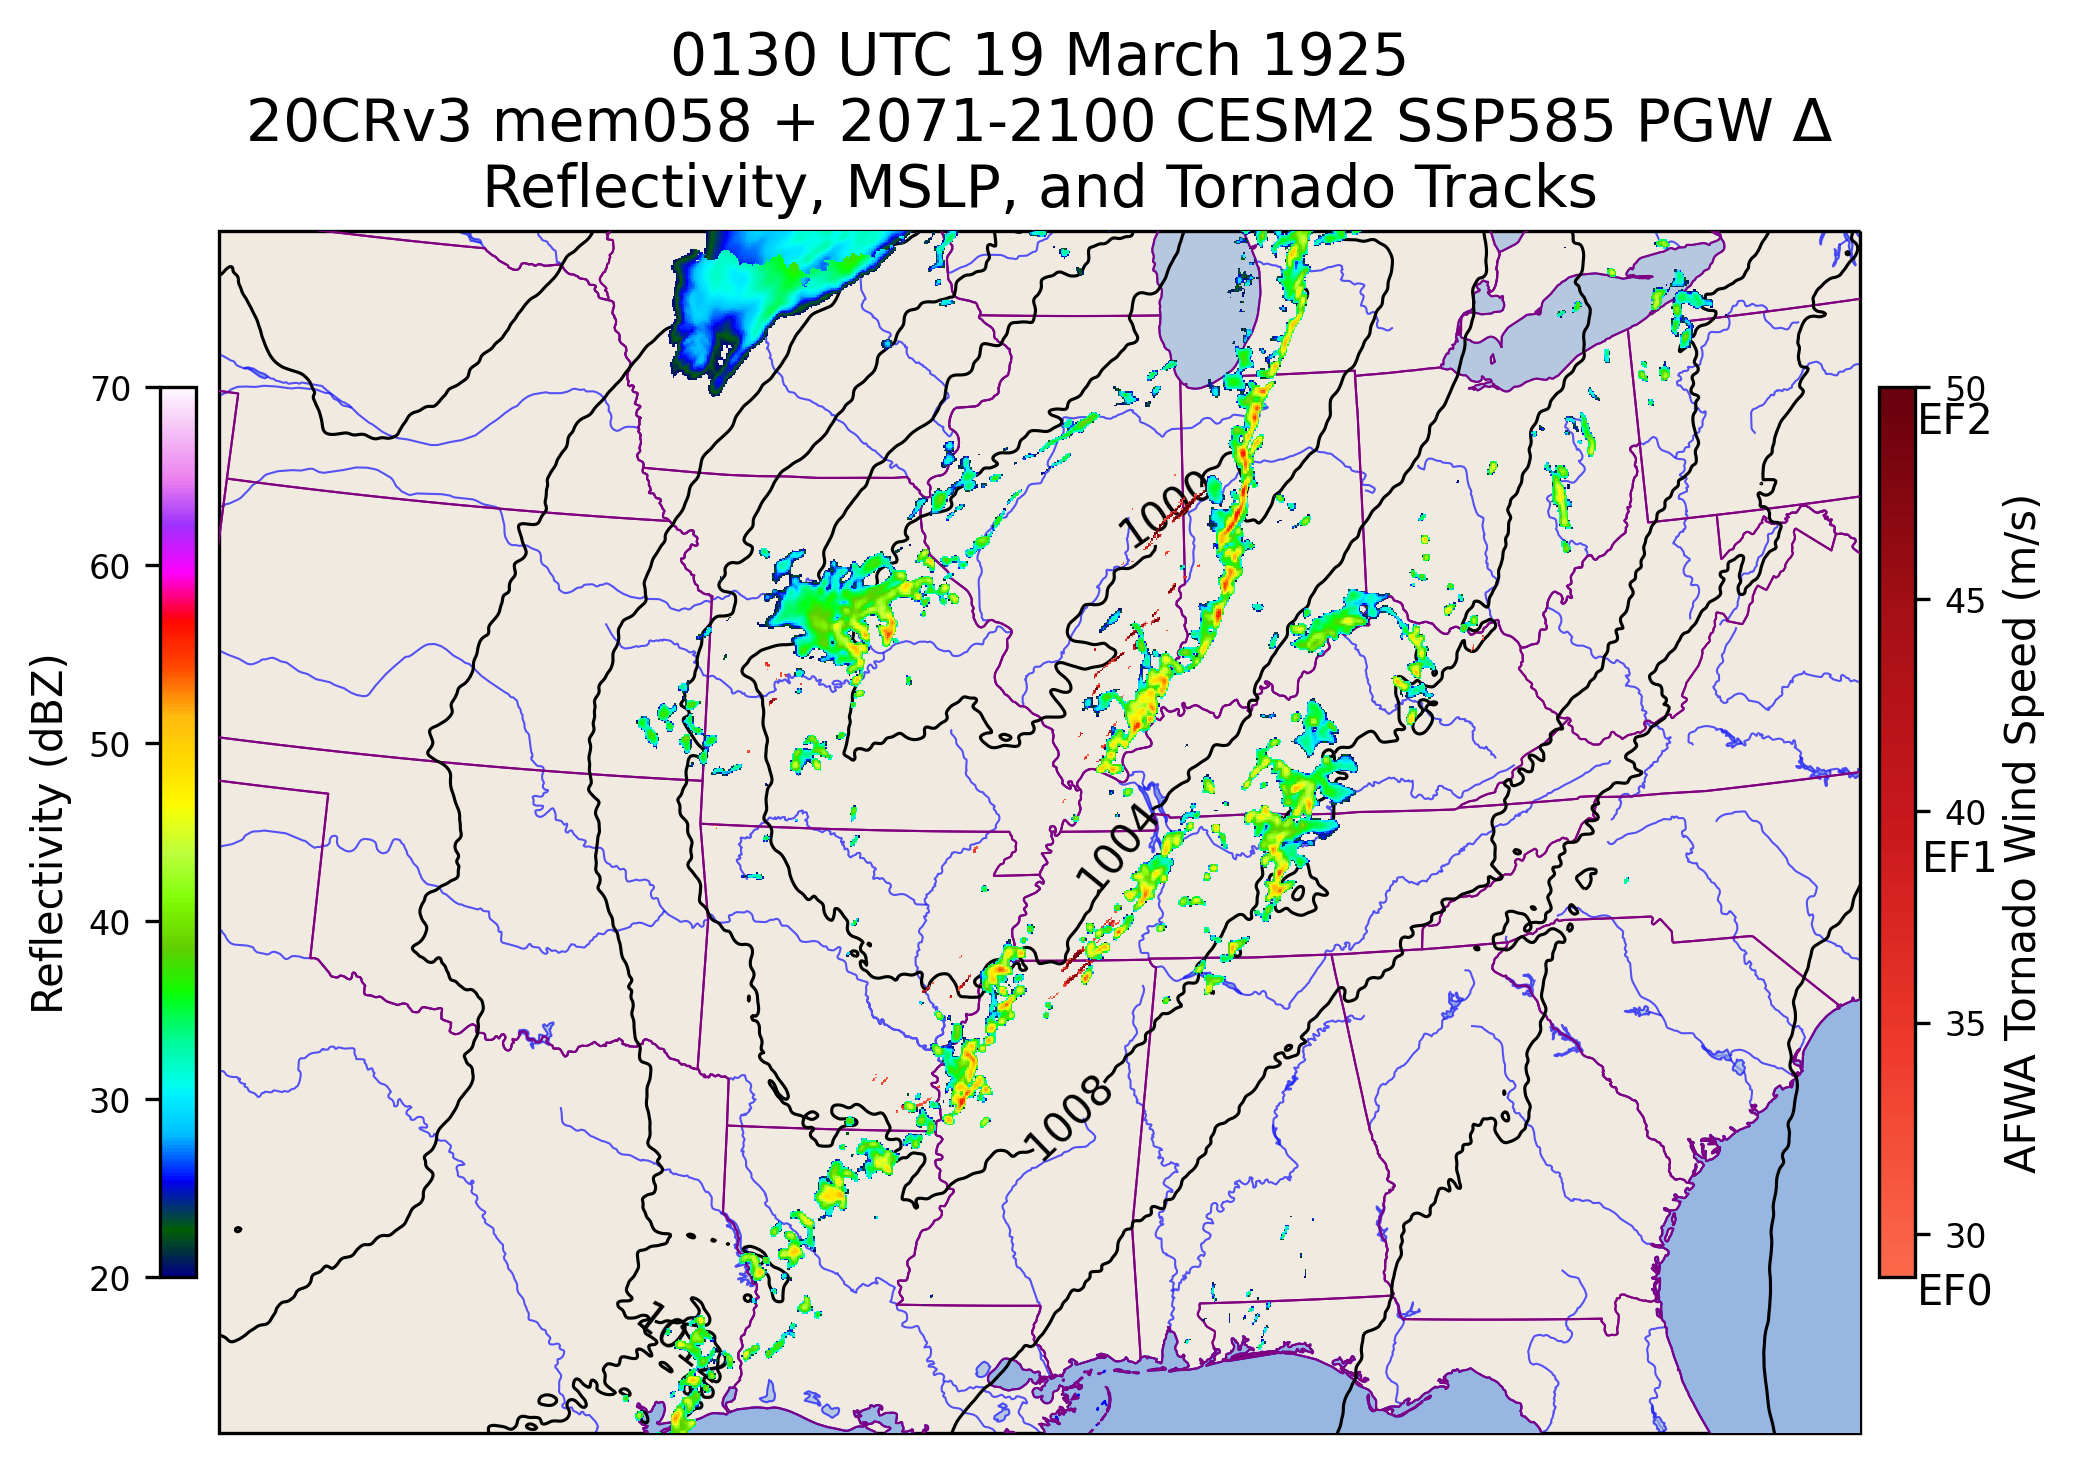 0130 UTC 19 March 1925
20CRv3 mem058 + 2071-2100 CESM2 SSP585 PGW Δ
Reflectivity, MSLP, and Tornado Tracks
70
60
50
40
30
20
Reflectivity (dBZ)
1000
1004
1008
50
EF2
45
40
EF1
35
30
EF0
AFWA Tornado Wind Speed (m/s)